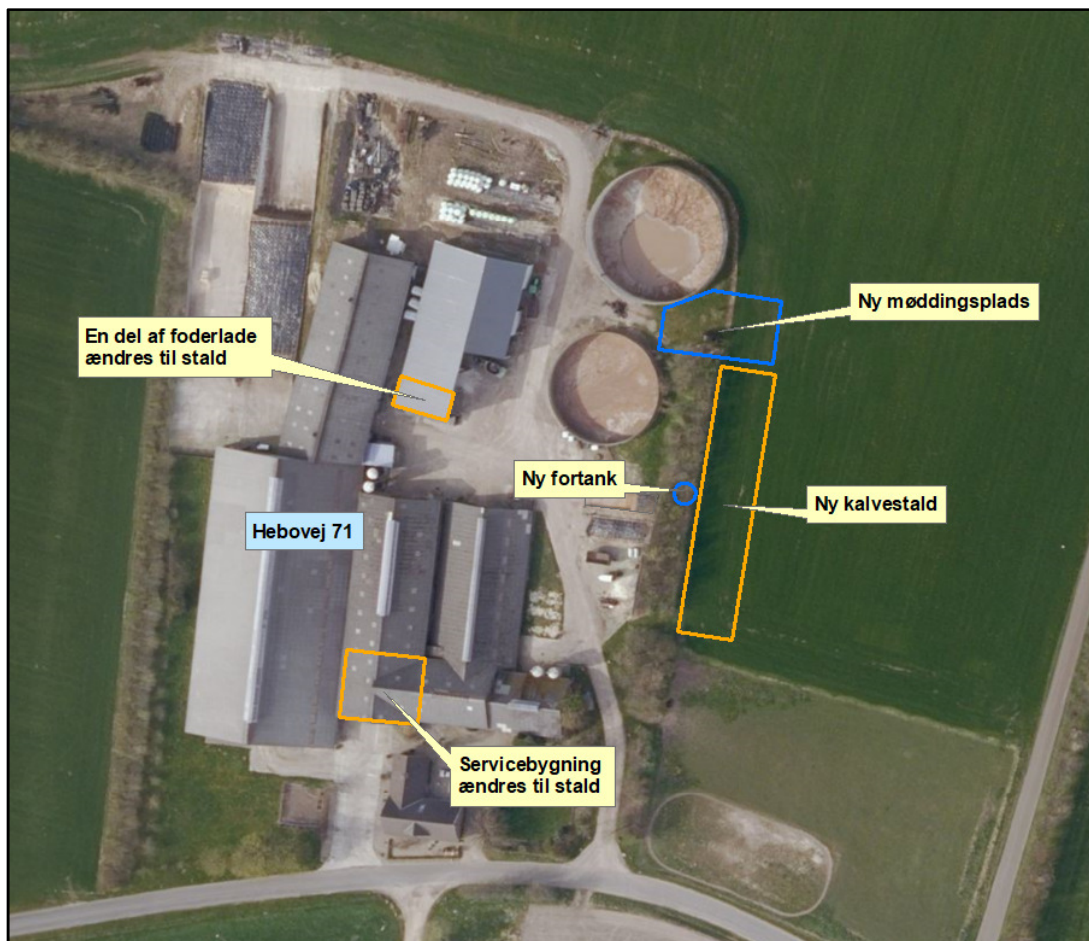 Ny møddingsplads
En del af foderlade
ændres til stald
Ny fortank
Ny kalvestald
Hebovej 71
Servicebygning
ændres til stald